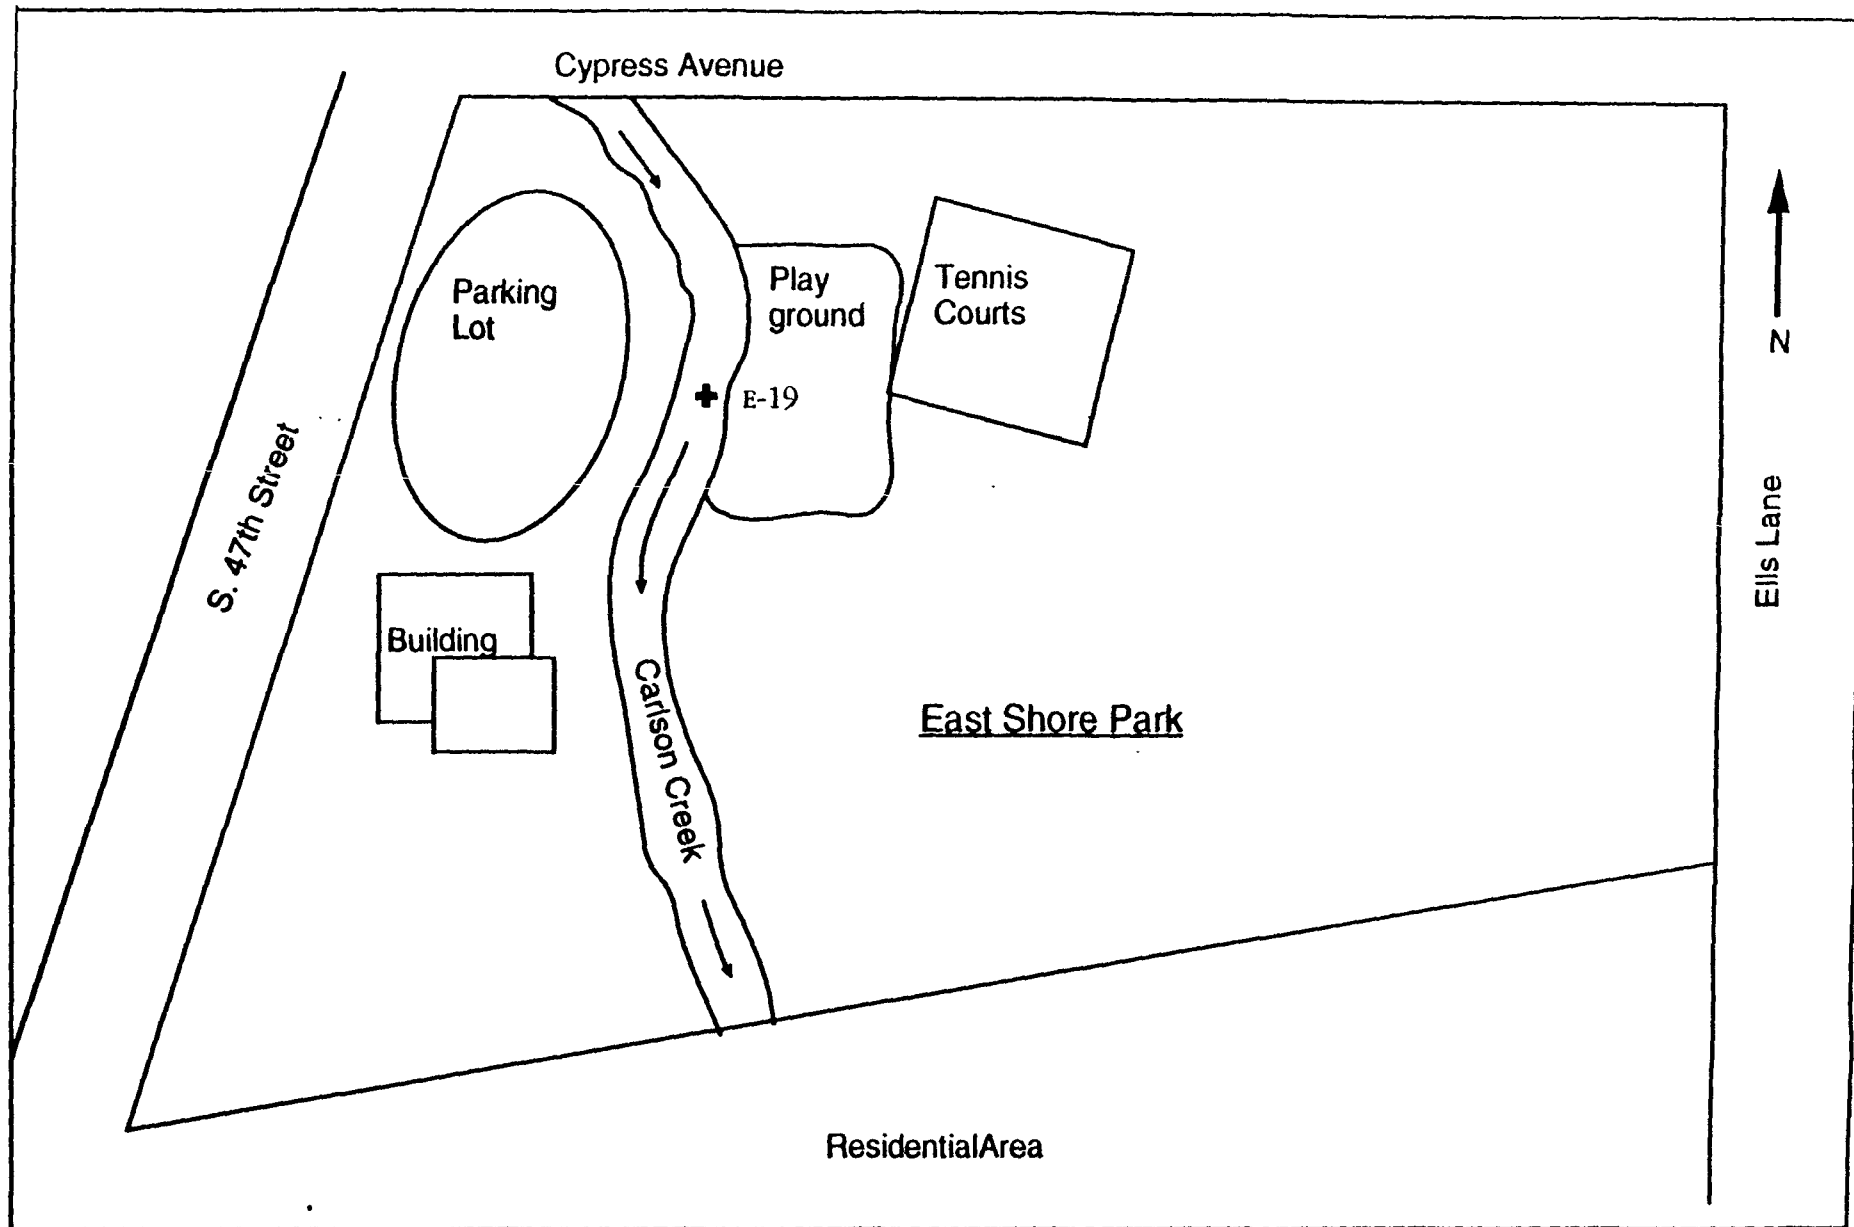 Cypress Avenue
Parking
Lot
Play
ground
Tennis
Courts
N
E-19
S. 47th Street
Ells Lane
Building
Carlson Creek
East Shore Park
ResidentialArea